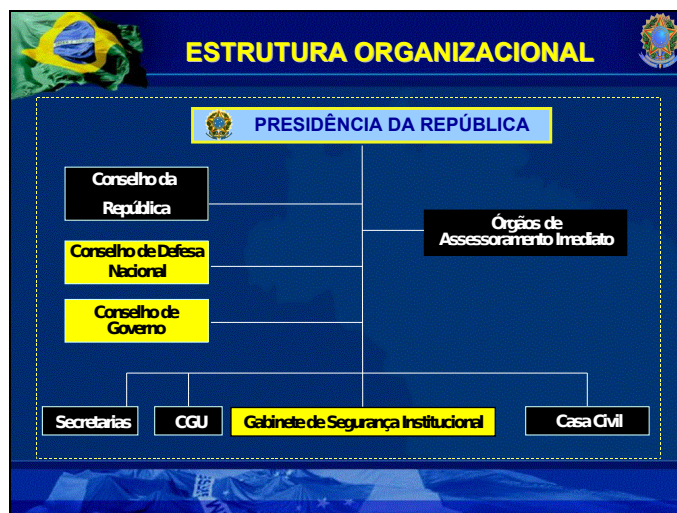 ESTRUTURA ORGANIZACIONAL
PRESIDÊNCIA DA REPÚBLICA
Conselho da
República
Órgãos de
Assessoramento Imediato
Conselho de Defesa
Nacional
Conselho de
Governo
Secretarias
CGU
Gabinete de Segurança Institucional
Casa Civil